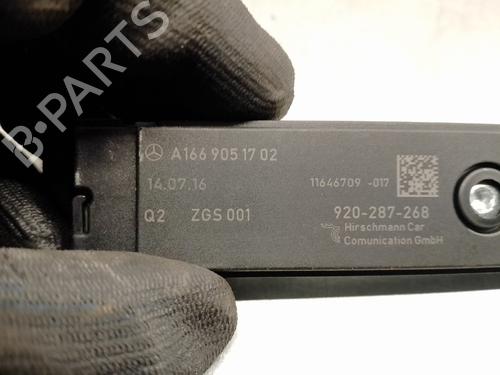 B-PARTS
A166 905 17 02
14.07.16
11646709 -017
Q2 ZGS 001
920-287-268
Hirschmann Car
Comunication GmbH